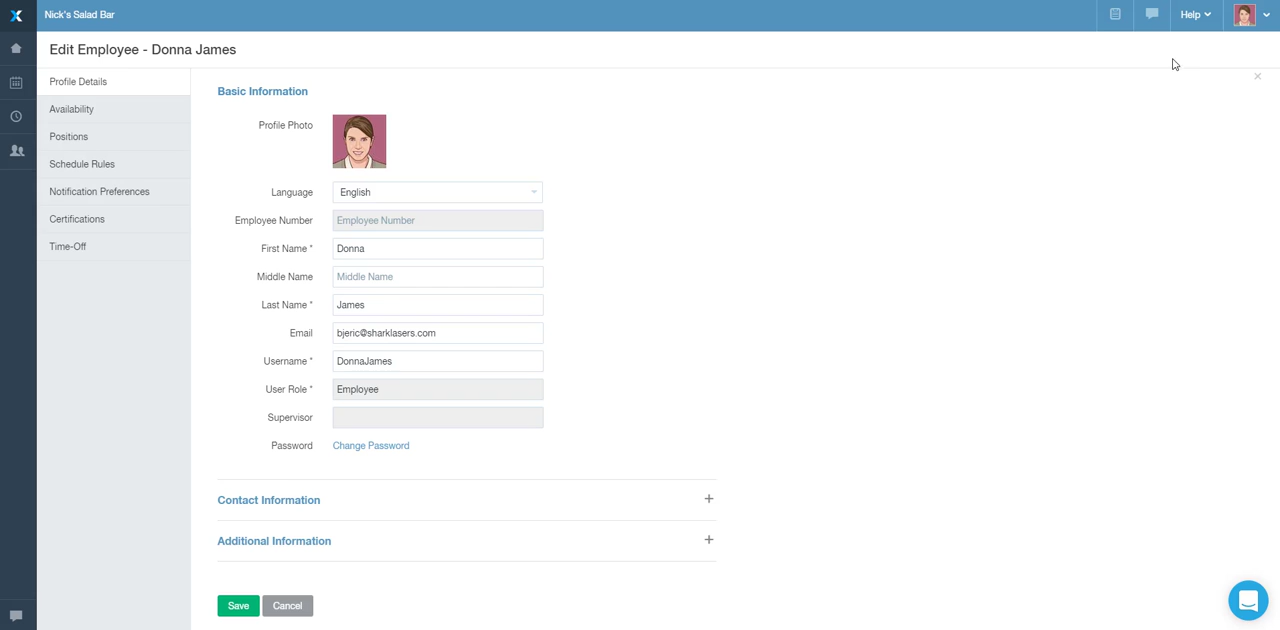 Nick's Salad Bar
Help
Edit Employee - Donna James
Profile Details
Availability
Positions
Schedule Rules
Notification Preferences
Certifications
Time-Off
Basic Information
Profile Photo
Language English
Employee Number Employee Number
First Name * Donna
Middle Name Middle Name
Last Name * James
Email bjeric@sharklasers.com
Username * DonnaJames
User Role * Employee
Supervisor
Password Change Password
Contact Information +
Additional Information +
Save Cancel